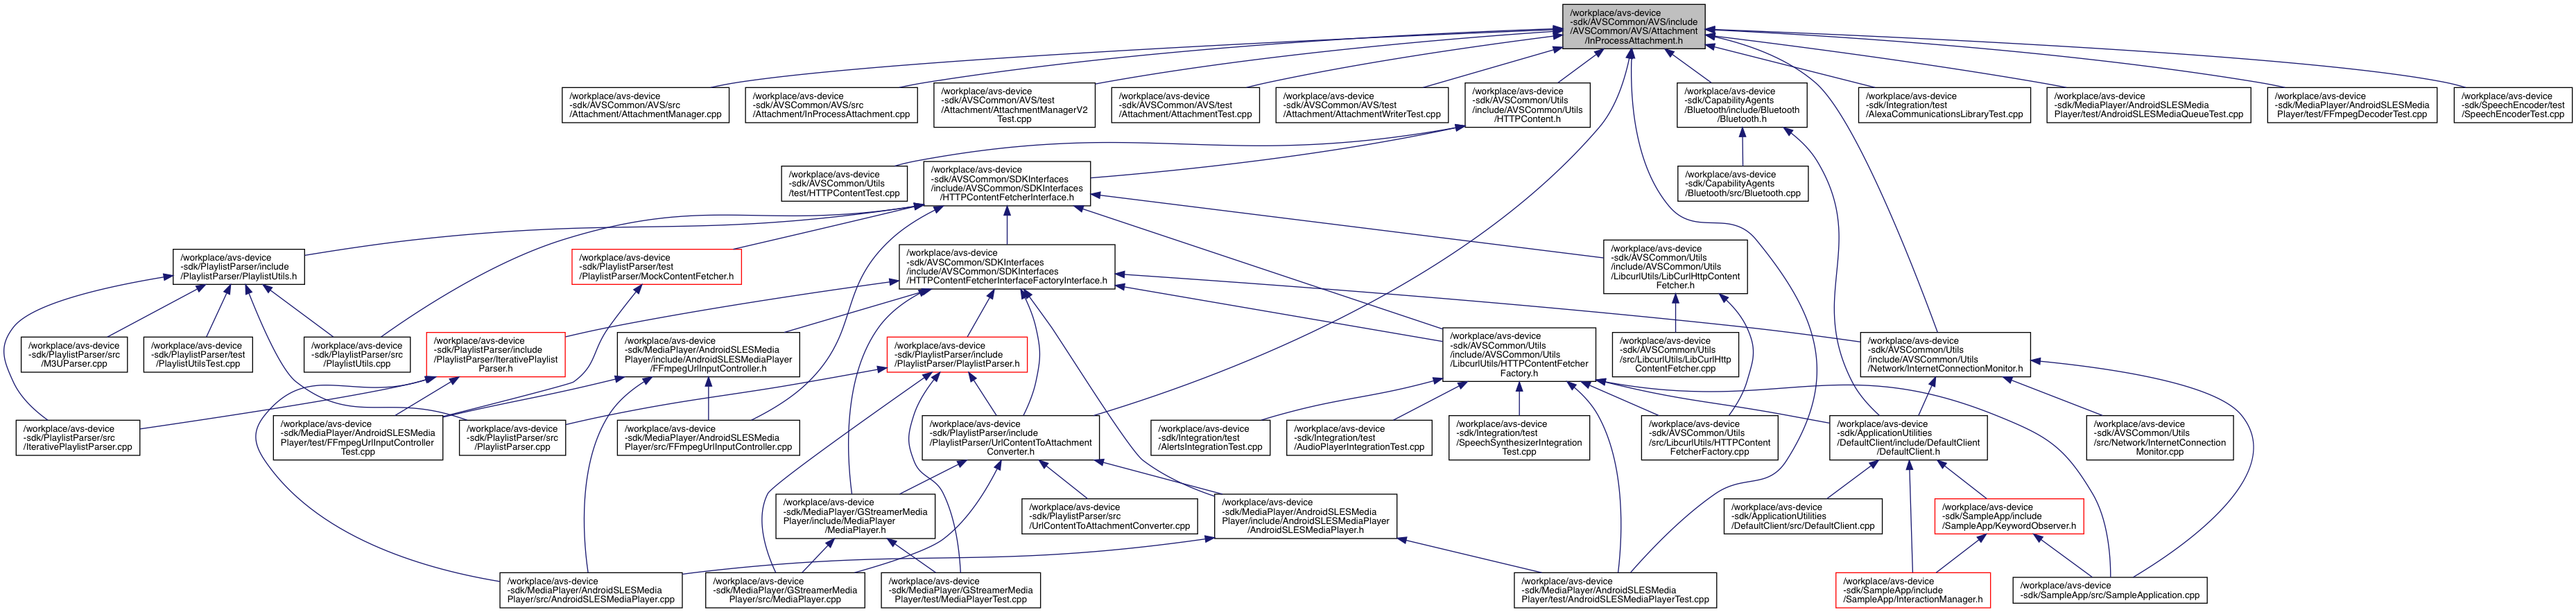 /workplace/avs-device
-sdk/AVSCommon/AVS/include
/AVSCommon/AVS/Attachment
/InProcessAttachment.h
/workplace/avs-device
-sdk/AVSCommon/AVS/src
/Attachment/AttachmentManager.cpp
/workplace/avs-device
-sdk/AVSCommon/AVS/src
/Attachment/InProcessAttachment.cpp
/workplace/avs-device
-sdk/AVSCommon/AVS/test
/Attachment/AttachmentManagerV2
Test.cpp
/workplace/avs-device
-sdk/AVSCommon/AVS/test
/Attachment/AttachmentTest.cpp
/workplace/avs-device
-sdk/AVSCommon/AVS/test
/Attachment/AttachmentWriterTest.cpp
/workplace/avs-device
-sdk/AVSCommon/Utils
/include/AVSCommon/Utils
/HTTPContent.h
/workplace/avs-device
-sdk/CapabilityAgents
/Bluetooth/include/Bluetooth
/Bluetooth.h
/workplace/avs-device
-sdk/Integration/test
/AlexaCommunicationsLibraryTest.cpp
/workplace/avs-device
-sdk/MediaPlayer/AndroidSLESMedia
Player/test/AndroidSLESMediaQueueTest.cpp
/workplace/avs-device
-sdk/MediaPlayer/AndroidSLESMedia
Player/test/FFmpegDecoderTest.cpp
/workplace/avs-device
-sdk/SpeechEncoder/test
/SpeechEncoderTest.cpp
/workplace/avs-device
-sdk/AVSCommon/Utils
/test/HTTPContentTest.cpp
/workplace/avs-device
-sdk/AVSCommon/SDKInterfaces
/include/AVSCommon/SDKInterfaces
/HTTPContentFetcherInterface.h
/workplace/avs-device
-sdk/CapabilityAgents
/Bluetooth/src/Bluetooth.cpp
/workplace/avs-device
-sdk/PlaylistParser/include
/PlaylistParser/PlaylistUtils.h
/workplace/avs-device
-sdk/PlaylistParser/test
/PlaylistParser/MockContentFetcher.h
/workplace/avs-device
-sdk/AVSCommon/SDKInterfaces
/include/AVSCommon/SDKInterfaces
/HTTPContentFetcherInterfaceFactoryInterface.h
/workplace/avs-device
-sdk/AVSCommon/Utils
/include/AVSCommon/Utils
/LibcurlUtils/LibCurlHttpContent
Fetcher.h
/workplace/avs-device
-sdk/PlaylistParser/src
/M3UParser.cpp
/workplace/avs-device
-sdk/PlaylistParser/test
/PlaylistUtilsTest.cpp
/workplace/avs-device
-sdk/PlaylistParser/src
/PlaylistUtils.cpp
/workplace/avs-device
-sdk/PlaylistParser/include
/PlaylistParser/IterativePlaylist
Parser.h
/workplace/avs-device
-sdk/MediaPlayer/AndroidSLESMedia
Player/include/AndroidSLESMediaPlayer
/FFmpegUrlInputController.h
/workplace/avs-device
-sdk/PlaylistParser/include
/PlaylistParser/PlaylistParser.h
/workplace/avs-device
-sdk/AVSCommon/Utils
/include/AVSCommon/Utils
/LibcurlUtils/HTTPContentFetcher
Factory.h
/workplace/avs-device
-sdk/AVSCommon/Utils
/src/LibcurlUtils/LibCurlHttp
ContentFetcher.cpp
/workplace/avs-device
-sdk/AVSCommon/Utils
/include/AVSCommon/Utils
/Network/InternetConnectionMonitor.h
/workplace/avs-device
-sdk/PlaylistParser/src
/IterativePlaylistParser.cpp
/workplace/avs-device
-sdk/MediaPlayer/AndroidSLESMedia
Player/test/FFmpegUrlInputController
Test.cpp
/workplace/avs-device
-sdk/PlaylistParser/src
/PlaylistParser.cpp
/workplace/avs-device
-sdk/MediaPlayer/AndroidSLESMedia
Player/src/FFmpegUrlInputController.cpp
/workplace/avs-device
-sdk/PlaylistParser/include
/PlaylistParser/UrlContentToAttachment
Converter.h
/workplace/avs-device
-sdk/Integration/test
/AlertsIntegrationTest.cpp
/workplace/avs-device
-sdk/Integration/test
/AudioPlayerIntegrationTest.cpp
/workplace/avs-device
-sdk/Integration/test
/SpeechSynthesizerIntegration
Test.cpp
/workplace/avs-device
-sdk/AVSCommon/Utils
/src/LibcurlUtils/HTTPContent
FetcherFactory.cpp
/workplace/avs-device
-sdk/ApplicationUtilities
/DefaultClient/include/DefaultClient
/DefaultClient.h
/workplace/avs-device
-sdk/AVSCommon/Utils
/src/Network/InternetConnection
Monitor.cpp
/workplace/avs-device
-sdk/MediaPlayer/GStreamerMedia
Player/include/MediaPlayer
/MediaPlayer.h
/workplace/avs-device
-sdk/PlaylistParser/src
/UrlContentToAttachmentConverter.cpp
/workplace/avs-device
-sdk/MediaPlayer/AndroidSLESMedia
Player/include/AndroidSLESMediaPlayer
/AndroidSLESMediaPlayer.h
/workplace/avs-device
-sdk/ApplicationUtilities
/DefaultClient/src/DefaultClient.cpp
/workplace/avs-device
-sdk/SampleApp/include
/SampleApp/KeywordObserver.h
/workplace/avs-device
-sdk/MediaPlayer/AndroidSLESMedia
Player/src/AndroidSLESMediaPlayer.cpp
/workplace/avs-device
-sdk/MediaPlayer/GStreamerMedia
Player/src/MediaPlayer.cpp
/workplace/avs-device
-sdk/MediaPlayer/GStreamerMedia
Player/test/MediaPlayerTest.cpp
/workplace/avs-device
-sdk/MediaPlayer/AndroidSLESMedia
Player/test/AndroidSLESMediaPlayerTest.cpp
/workplace/avs-device
-sdk/SampleApp/include
/SampleApp/InteractionManager.h
/workplace/avs-device
-sdk/SampleApp/src/SampleApplication.cpp